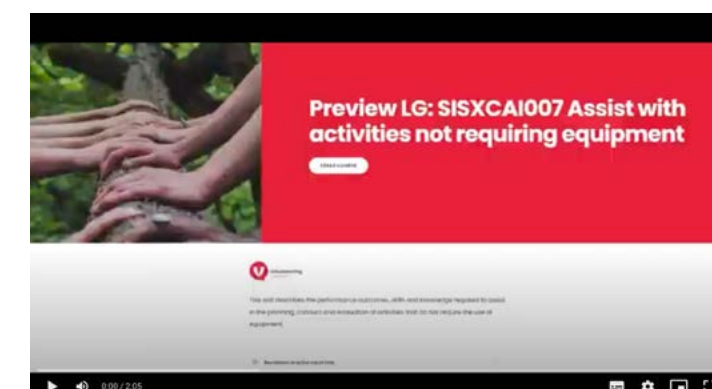 Preview LG: SISXCAI007 Assist with
activities not requiring equipment
Volunteering
This unit describes the performance outcomes, skills and knowledge required to assist
in the planning, conduct and evaluation of activities that do not require the use of
equipment.
0:00 / 2:05